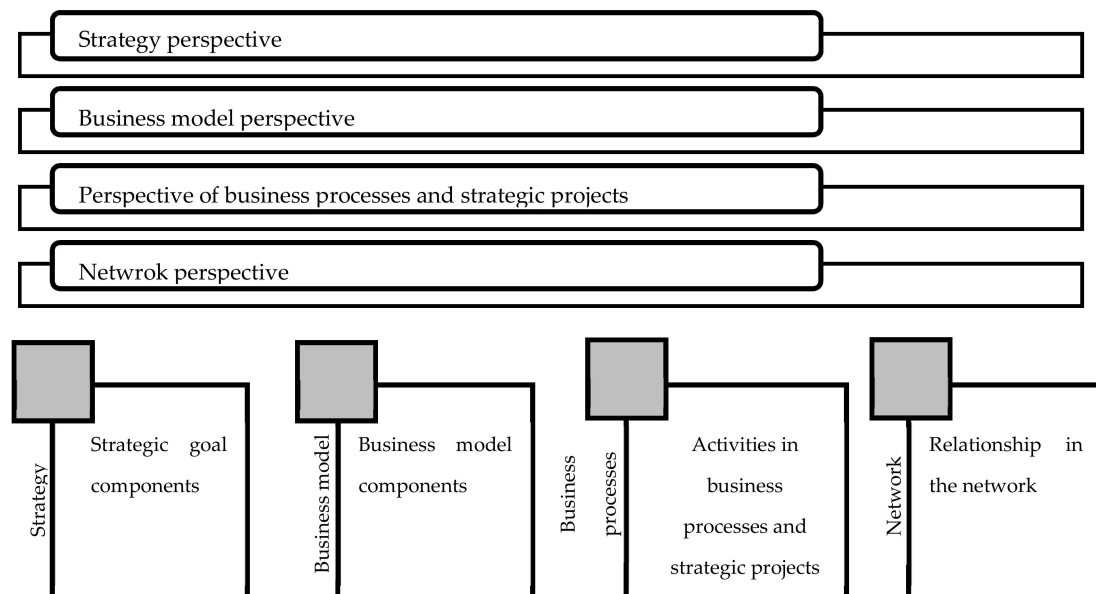 Strategy perspective
Business model perspective
Perspective of business processes and strategic projects
Netwrok perspective
Strategy
Strategic goal
components
Business model
Business model
components
Business
processes
Activities in
business
processes and
strategic projects
Network
Relationship in
the network